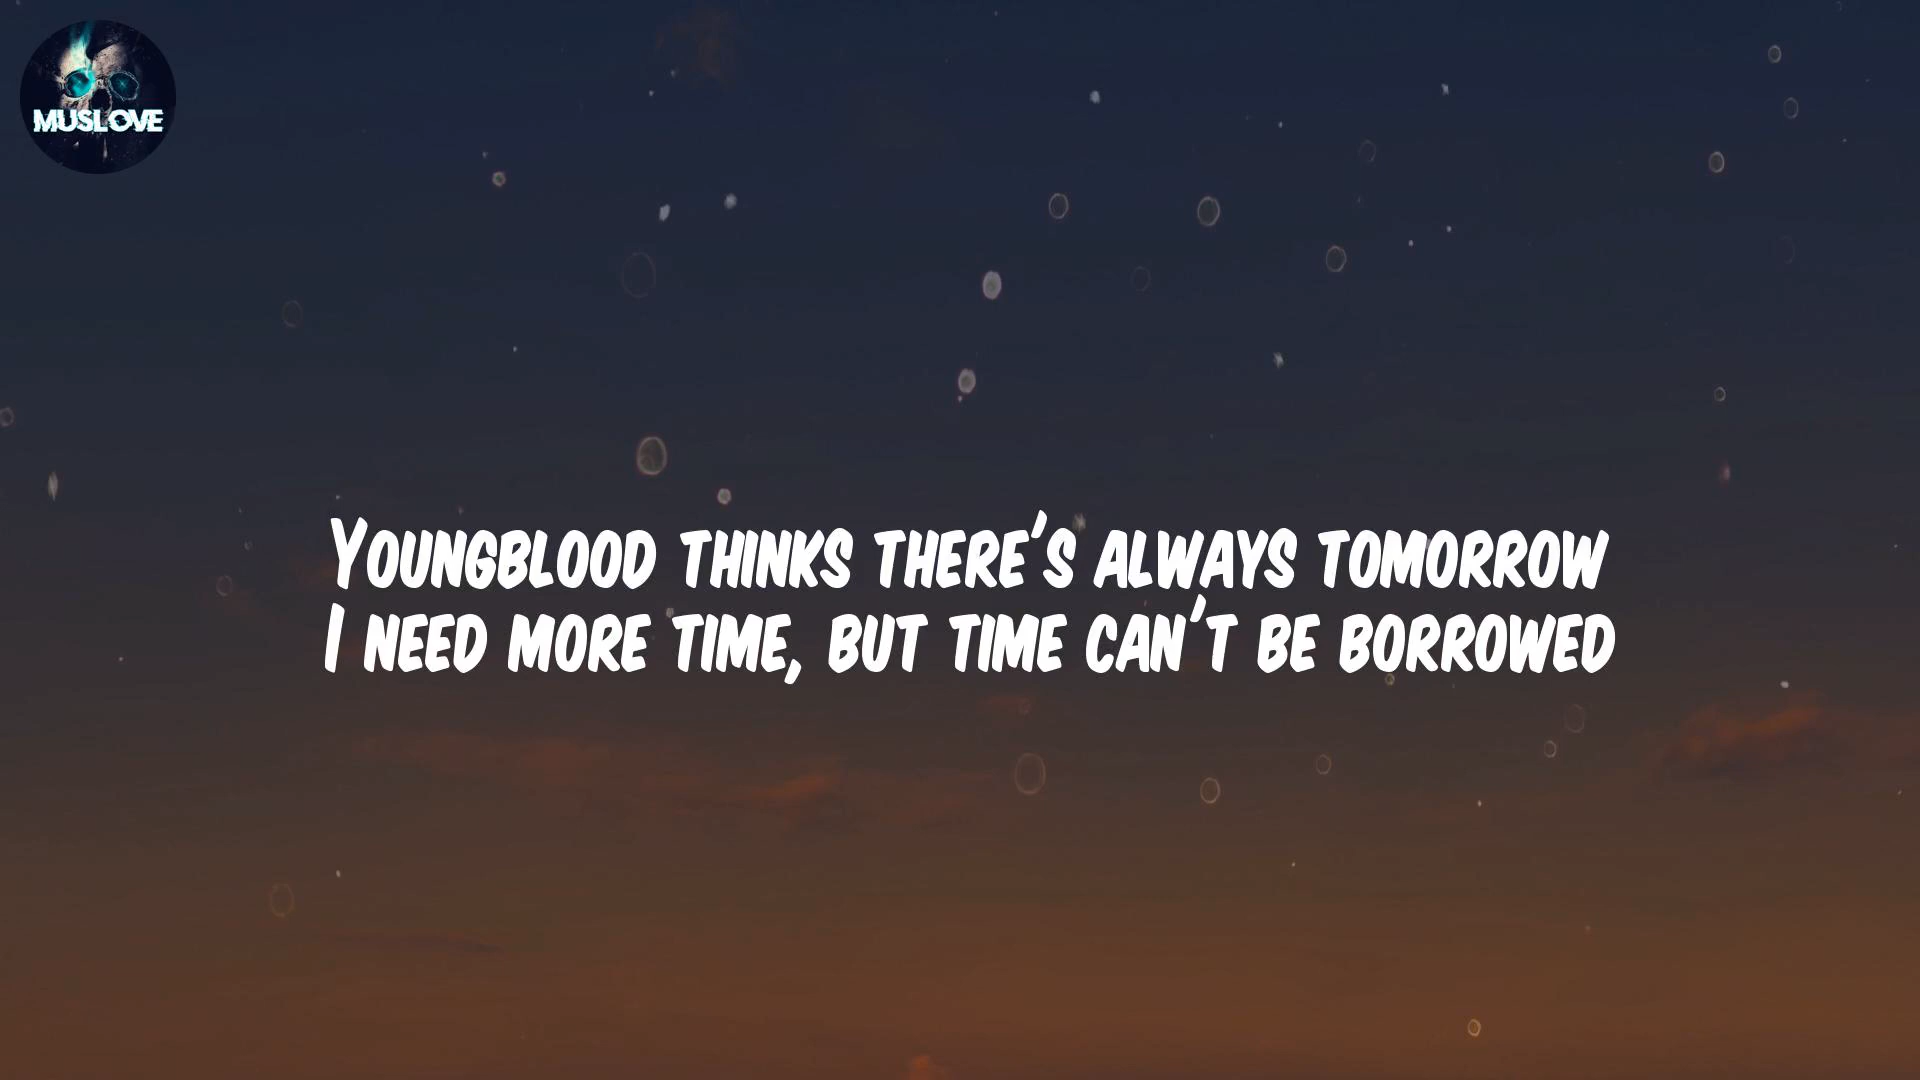 MUSLOVE
Youngblood thinks there's always tomorrow
I need more time, but time can't be borrowed